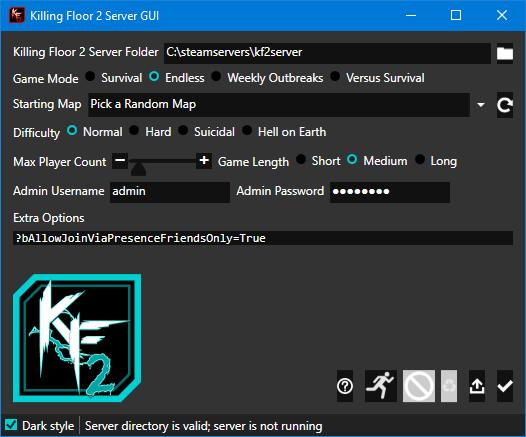 Killing Floor 2 Server GUI
Killing Floor 2 Server Folder C:\steamservers\kf2server
Game Mode Survival Endless Weekly Outbreaks Versus Survival
Starting Map Pick a Random Map
Difficulty Normal Hard Suicidal Hell on Earth
Max Player Count Game Length Short Medium Long
Admin Username admin Admin Password ●●●●●●●●
Extra Options
?bAllowJoinViaPresenceFriendsOnly=True
KF2
Dark style Server directory is valid; server is not running